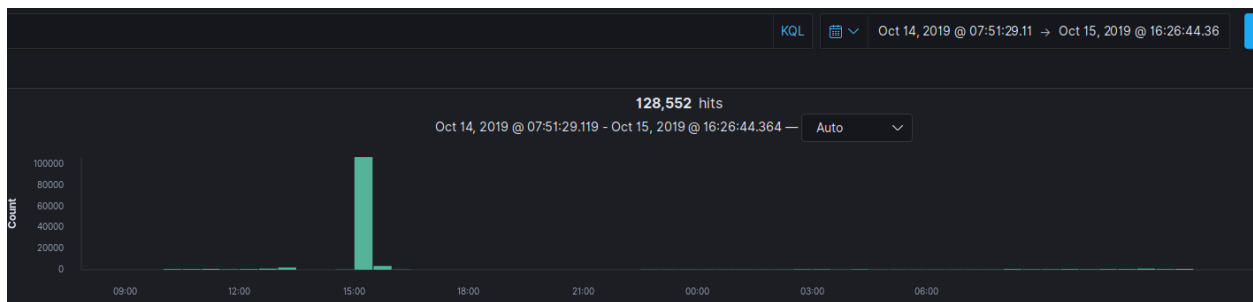 KQL Oct 14, 2019 @ 07:51:29.11 → Oct 15, 2019 @ 16:26:44.36
128,552 hits
Oct 14, 2019 @ 07:51:29.119 - Oct 15, 2019 @ 16:26:44.364 — Auto
Count
100000
80000
60000
40000
20000
0
09:00 12:00 15:00 18:00 21:00 00:00 03:00 06:00